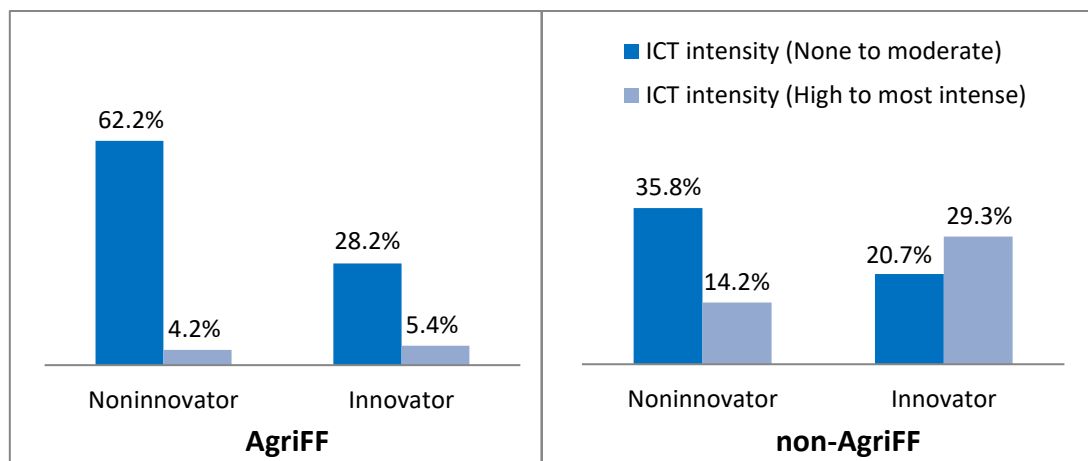 62.2%
4.2%
28.2%
5.4%
Noninnovator
Innovator
AgriFF
ICT intensity (None to moderate)
ICT intensity (High to most intense)
35.8%
14.2%
20.7%
29.3%
Noninnovator
Innovator
non-AgriFF